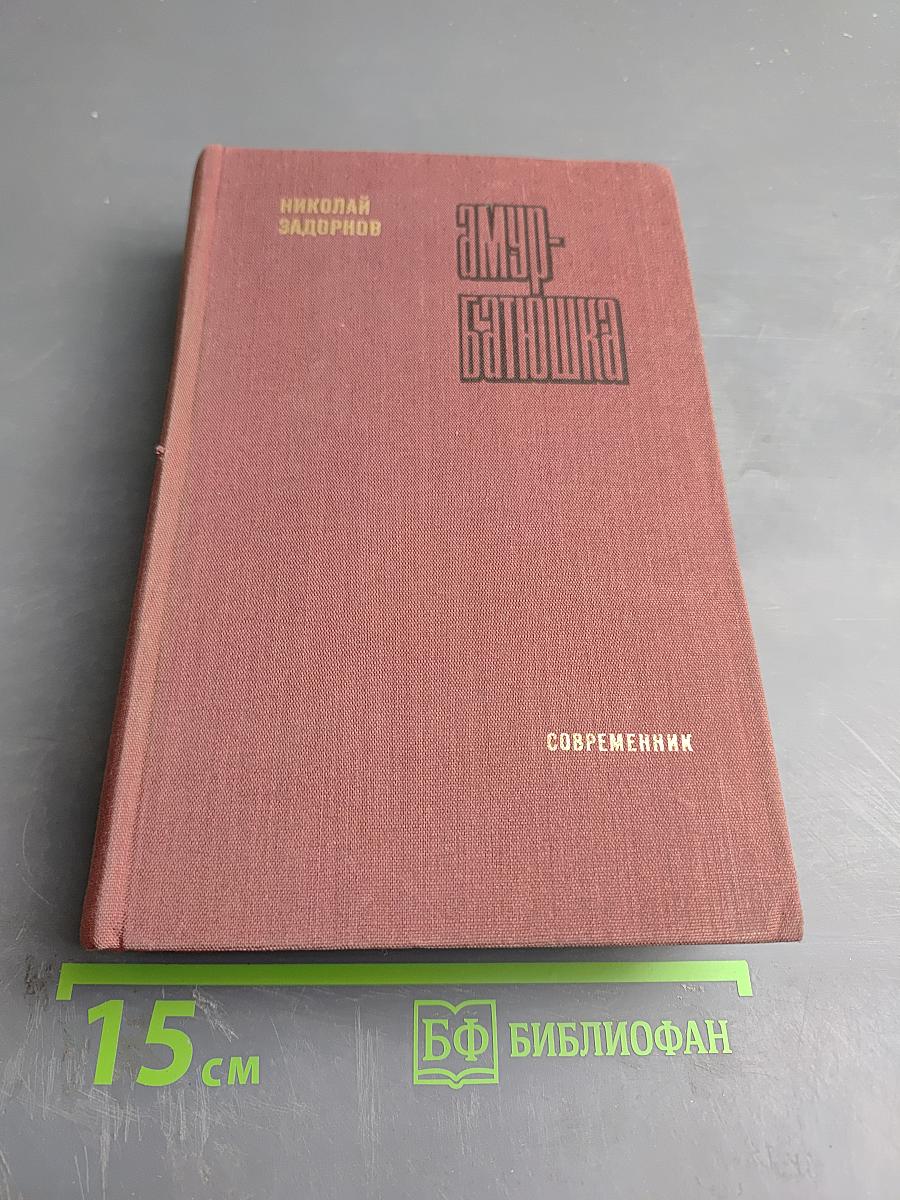 НИКОЛАЙ
ЗАДОРНОВ
АМУР-
БАТЮШКА
СОВРЕМЕННИК
15 см
БФ БИБЛИОФАН